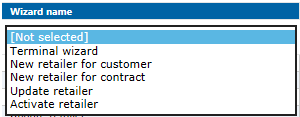 Wizard name
[Not selected]
Terminal wizard
New retailer for customer
New retailer for contract
Update retailer
Activate retailer